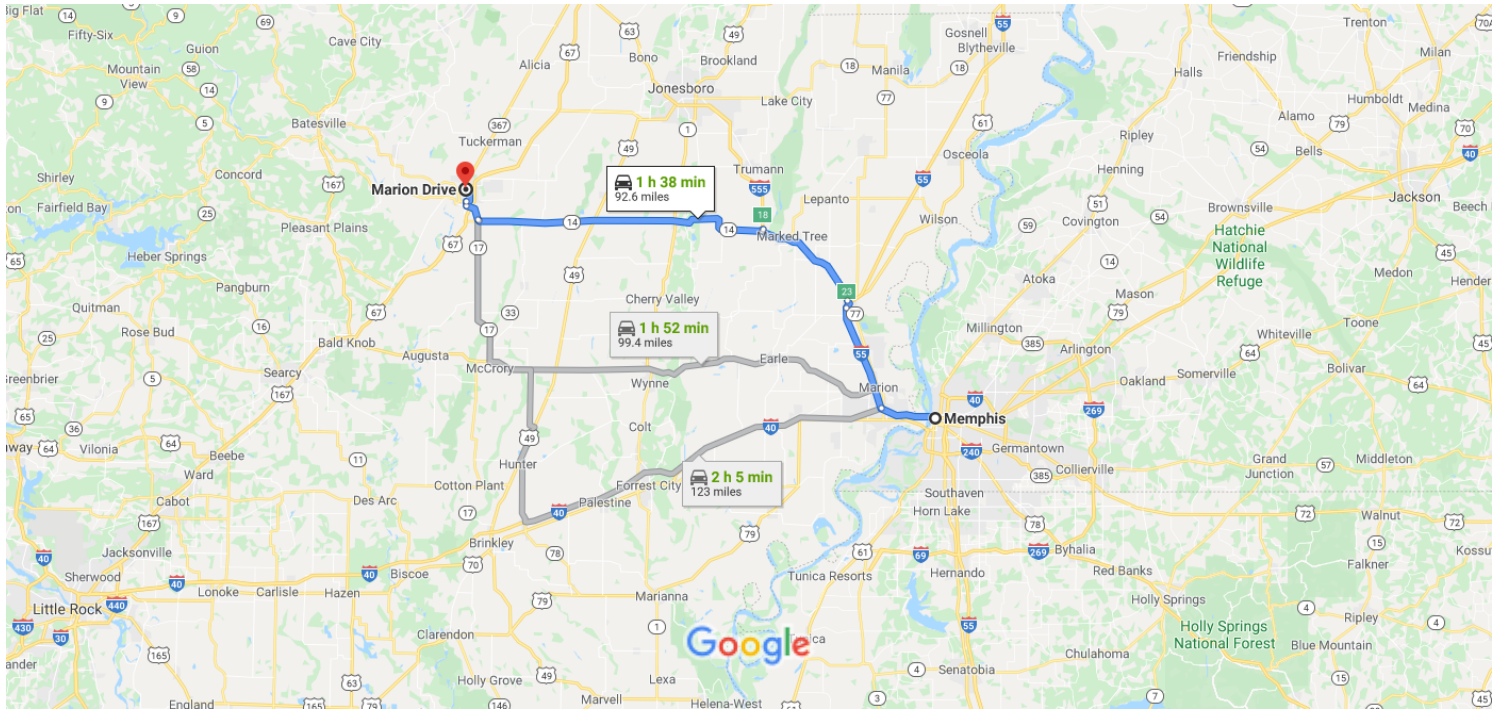 Big Flat
Fifty-Six
69
Guion
Cave City
63
67
Bono
49
Brookland
55
Gosnell
Blytheville
Trenton
Milan
Friendship
Alicia
58
Mountain
View
14
9
5
18
Manila
18
Halls
77
Jonesboro
Lake City
Humboldt
Medina
79
Alamo
Batesville
367
Tuckerman
49
1
61
Ripley
70
Bells
40
54
Osceola
Concord
167
Shirley
Trumann
Henning
54
Marion Drive
1 h 38 min
92.6 miles
555
55
Jackson
Lepanto
51
Brownsville
Fairfield Bay
25
18
Wilson
Covington
Pleasant Plains
14
14
Marked Tree
59
Hatchie
National
Wildlife
Refuge
45
67
17
65
Heber Springs
49
14
Medon
Atoka
Pangburn
23
Mason
Henders
Quitman
67
33
Cherry Valley
77
79
Toone
Rose Bud
16
17
1 h 52 min
99.4 miles
Millington
Whiteville
25
Bald Knob
385
Arlington
Augusta
55
McCrory
Earle
64
Searcy
Greenbrier
5
Wynne
Marion
Oakland
Somerville
Bolivar
64
167
40
269
65
36
Memphis
Colt
40
49
64
Vilonia
45
64
Germantown
Beebe
240
Grand
Junction
57
Middleton
Ward
11
Hunter
385
Collierville
2 h 5 min
123 miles
Cotton Plant
Forrest City
Cabot
Des Arc
Southaven
Palestine
72
17
40
Horn Lake
Walnut
167
78
79
Brinkley
Jacksonville
78
61
69
269
Byhalia
15
40
70
Sherwood
40
Biscoe
Tunica Resorts
Hernando
Red Banks
Falkner
Lonoke
Carlisle
Hazen
Little Rock
440
79
Marianna
Holly Springs
4
430
30
55
Ripley
4
1
Clarendon
Google
Holly Springs
National Forest
Blue Mountain
165
165
Chulahoma
63
4
Senatobia
Holly Grove
Lexa
7
45
England
165
146
Marvell
Helena-West
3